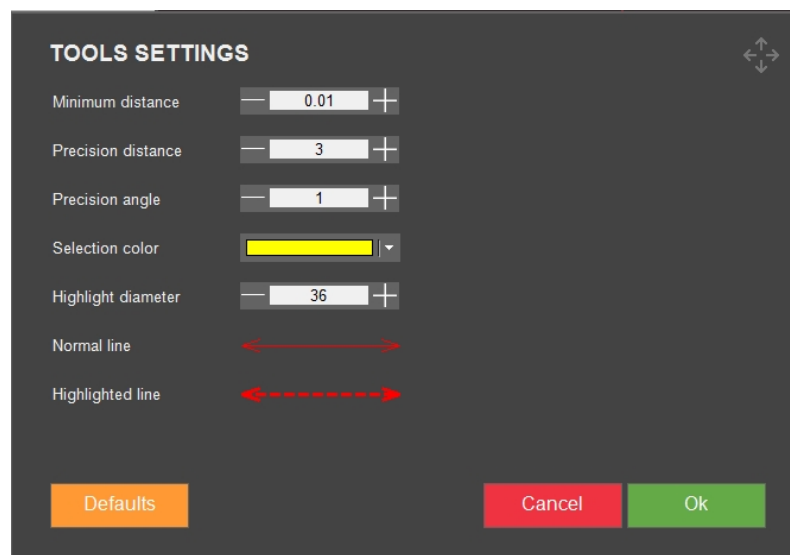 TOOLS SETTINGS
Minimum distance 0.01
Precision distance 3
Precision angle 1
Selection color
Highlight diameter 36
Normal line
Highlighted line
Defaults Cancel Ok